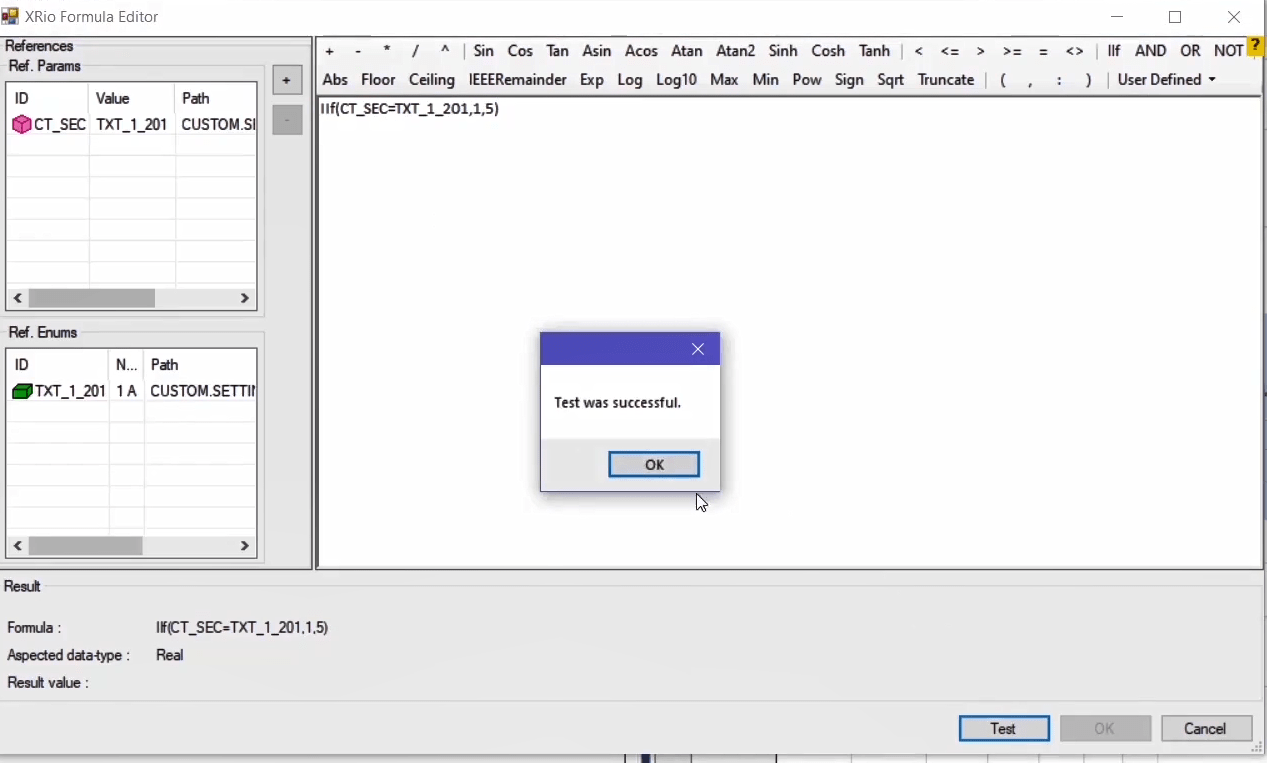 XRio Formula Editor
References
Ref. Params
ID Value Path
CT_SEC TXT_1_201 CUSTOM.SI
+
-
Ref. Enums
ID N... Path
TXT_1_201 1 A CUSTOM.SETTII
+ - * / ^ Sin Cos Tan Asin Acos Atan Atan2 Sinh Cosh Tanh < <= > >= = <> IIf AND OR NOT ?
Abs Floor Ceiling IEEERemainder Exp Log Log10 Max Min Pow Sign Sqrt Truncate ( , : ) User Defined
IIf(CT_SEC=TXT_1_201,1,5)
Test was successful.
OK
Result
Formula : IIf(CT_SEC=TXT_1_201,1,5)
Aspected data-type : Real
Result value :
Test OK Cancel